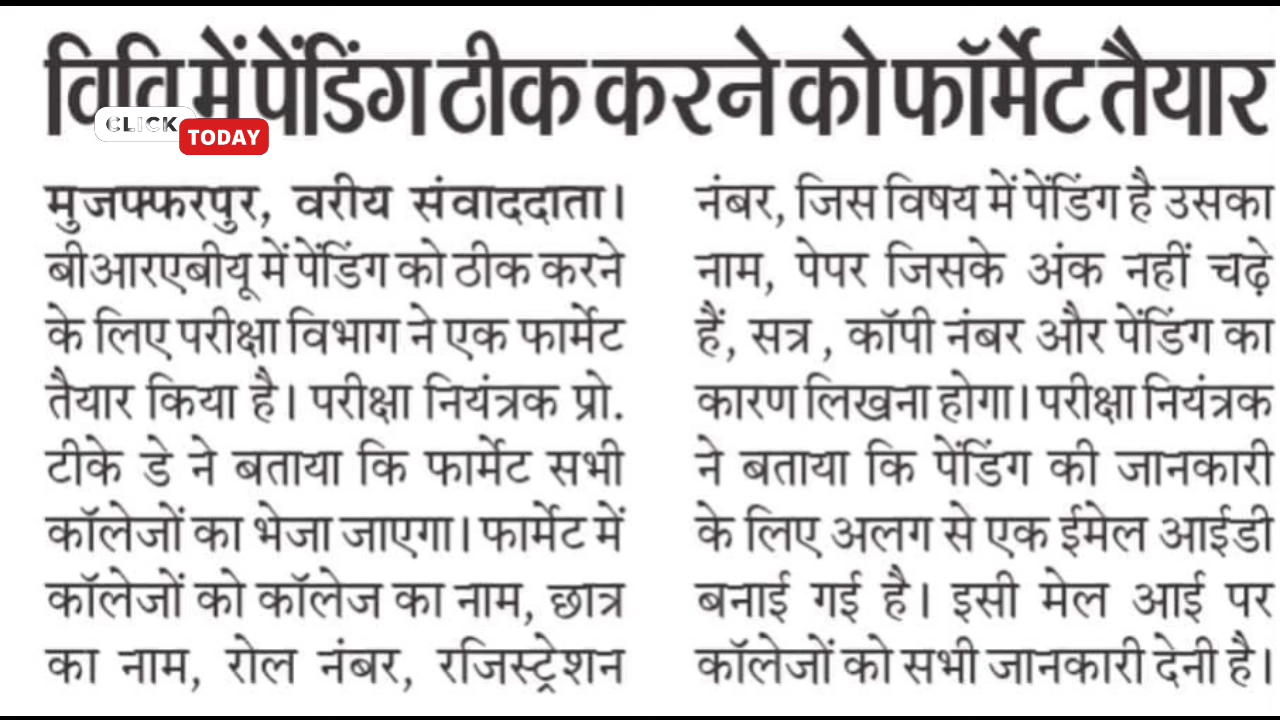 विवि में पेंडिंग ठीक करने को फॉर्मेट तैयार
CLICK
TODAY
मुजफ्फरपुर, वरीय संवाददाता।
बीआरएबीयू में पेंडिंग को ठीक करने
के लिए परीक्षा विभाग ने एक फार्मेट
तैयार किया है। परीक्षा नियंत्रक प्रो.
टीके डे ने बताया कि फार्मेट सभी
कॉलेजों का भेजा जाएगा। फार्मेट में
कॉलेजों को कॉलेज का नाम, छात्र
का नाम, रोल नंबर, रजिस्ट्रेशन
नंबर, जिस विषय में पेंडिंग है उसका
नाम, पेपर जिसके अंक नहीं चढ़े
हैं, सत्र , कॉपी नंबर और पेंडिंग का
कारण लिखना होगा। परीक्षा नियंत्रक
ने बताया कि पेंडिंग की जानकारी
के लिए अलग से एक ईमेल आईडी
बनाई गई है। इसी मेल आई पर
कॉलेजों को सभी जानकारी देनी है।